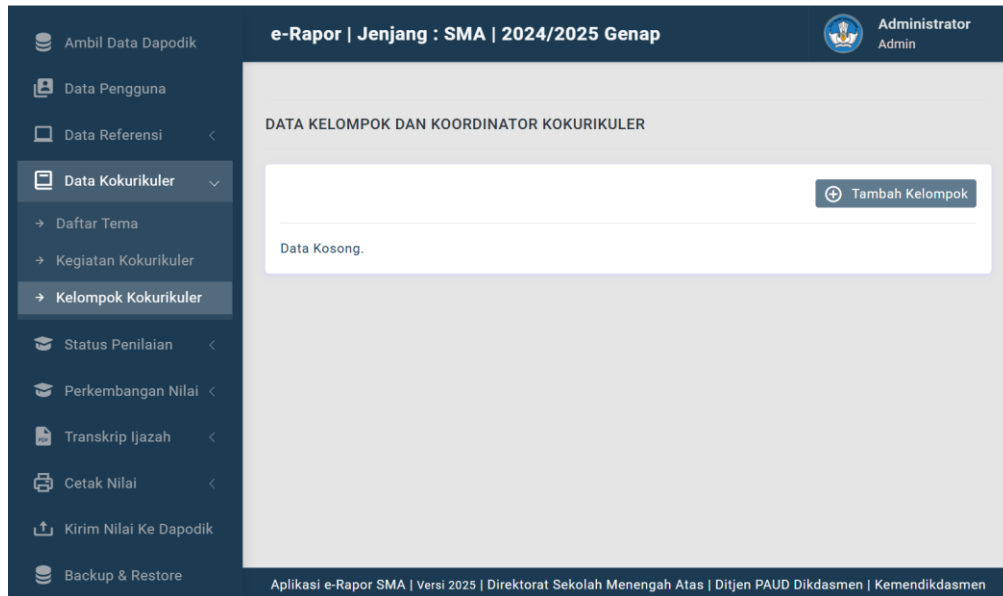 Ambil Data Dapodik
Data Pengguna
Data Referensi
Data Kokurikuler
Daftar Tema
Kegiatan Kokurikuler
Kelompok Kokurikuler
Status Penilaian
Perkembangan Nilai
PDF
Transkrip Ijazah
Cetak Nilai
Kirim Nilai Ke Dapodik
Backup & Restore
e-Rapor | Jenjang : SMA | 2024/2025 Genap
Administrator
Admin
DATA KELOMPOK DAN KOORDINATOR KOKURIKULER
Tambah Kelompok
Data Kosong.
Aplikasi e-Rapor SMA | Versi 2025 | Direktorat Sekolah Menengah Atas | Ditjen PAUD Dikdasmen | Kemendikdasmen